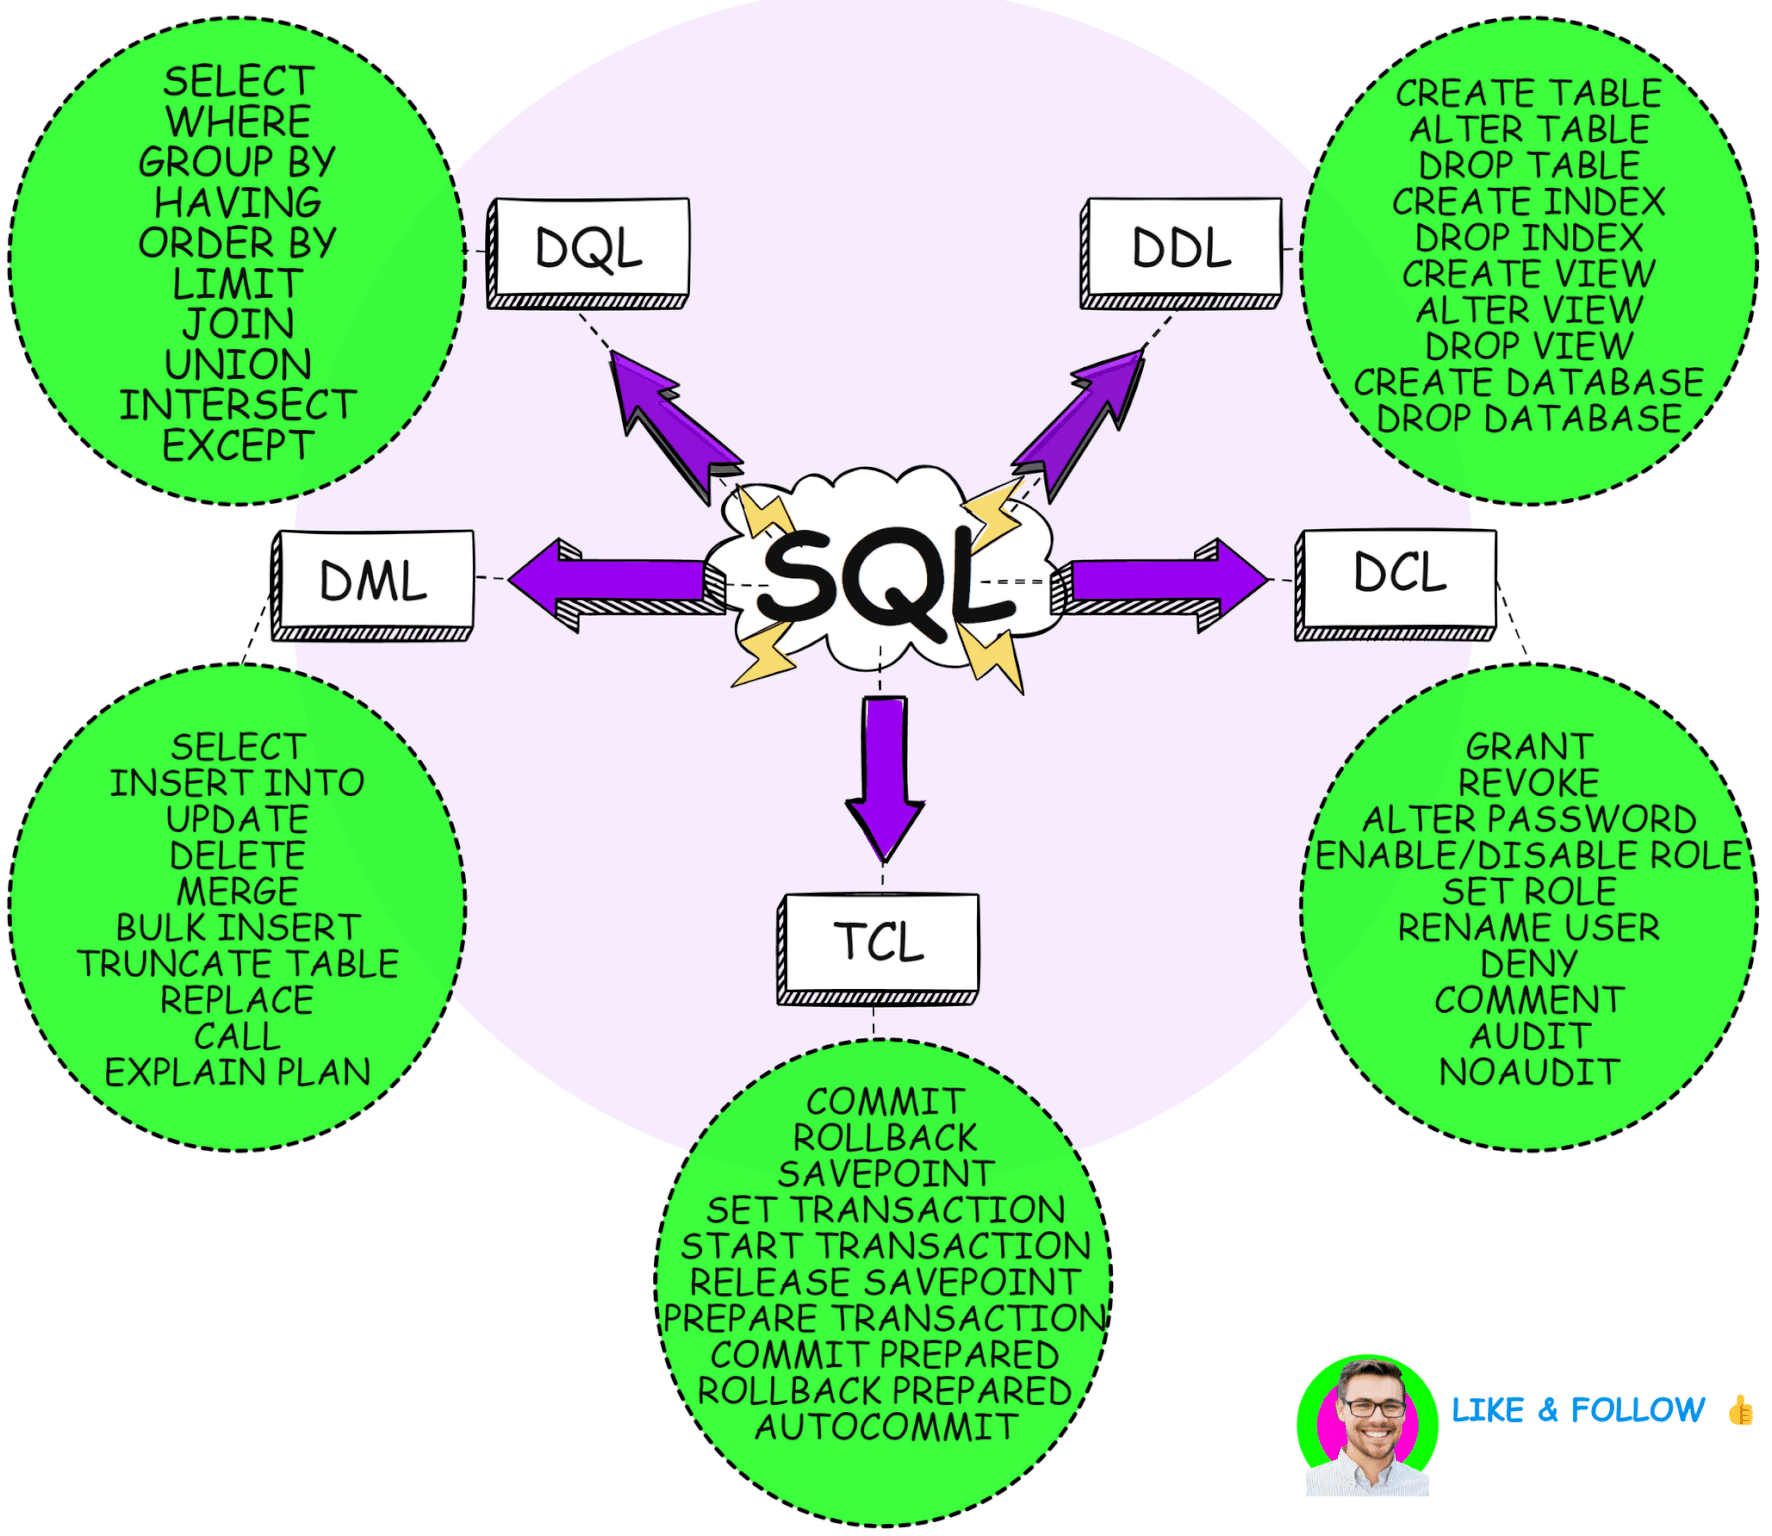 SELECT
WHERE
GROUP BY
HAVING
ORDER BY
LIMIT
JOIN
UNION
INTERSECT
EXCEPT
DQL
DDL
CREATE TABLE
ALTER TABLE
DROP TABLE
CREATE INDEX
DROP INDEX
CREATE VIEW
ALTER VIEW
DROP VIEW
CREATE DATABASE
DROP DATABASE
SQL
DML
SELECT
INSERT INTO
UPDATE
DELETE
MERGE
BULK INSERT
TRUNCATE TABLE
REPLACE
CALL
EXPLAIN PLAN
DCL
GRANT
REVOKE
ALTER PASSWORD
ENABLE/DISABLE ROLE
SET ROLE
RENAME USER
DENY
COMMENT
AUDIT
NOAUDIT
TCL
COMMIT
ROLLBACK
SAVEPOINT
SET TRANSACTION
START TRANSACTION
RELEASE SAVEPOINT
PREPARE TRANSACTION
COMMIT PREPARED
ROLLBACK PREPARED
AUTOCOMMIT
LIKE & FOLLOW 👍